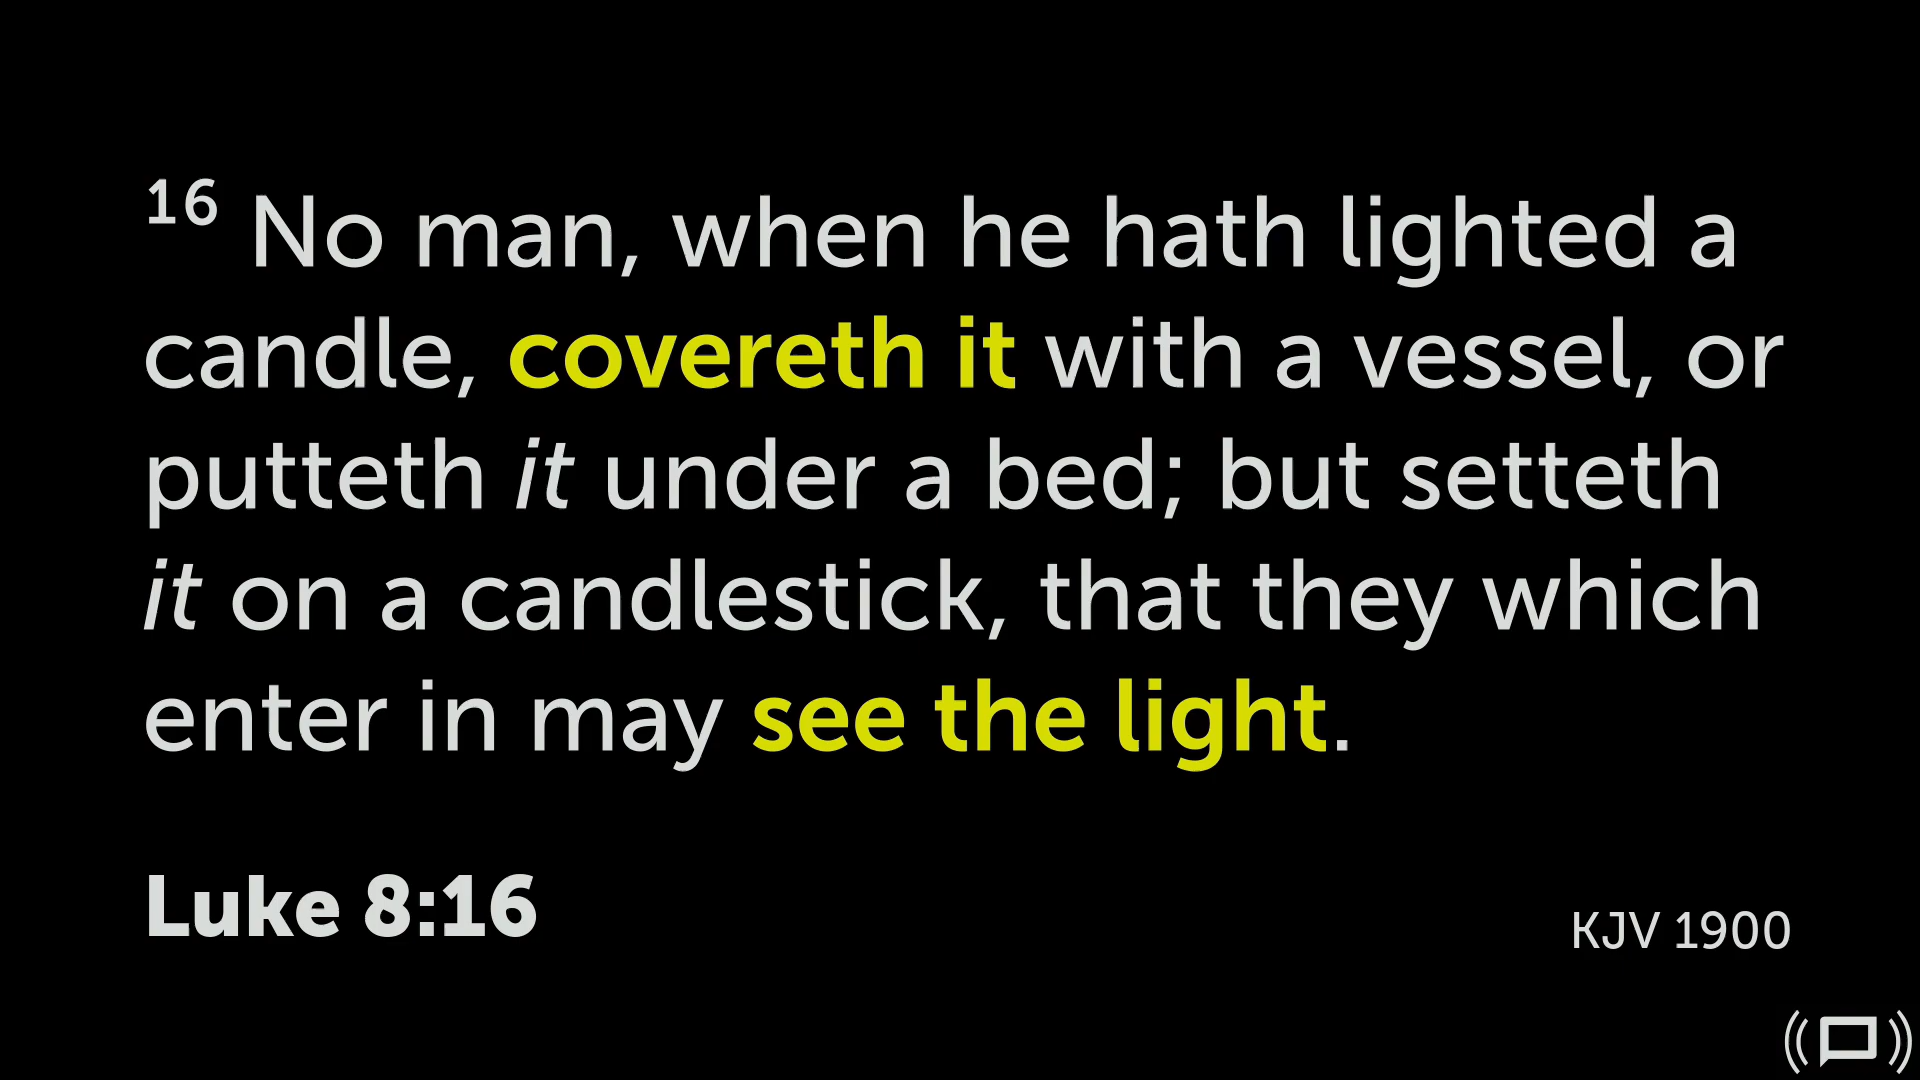 16 No man, when he hath lighted a
candle, covereth it with a vessel, or
putteth it under a bed; but setteth
it on a candlestick, that they which
enter in may see the light.
Luke 8:16
KJV 1900